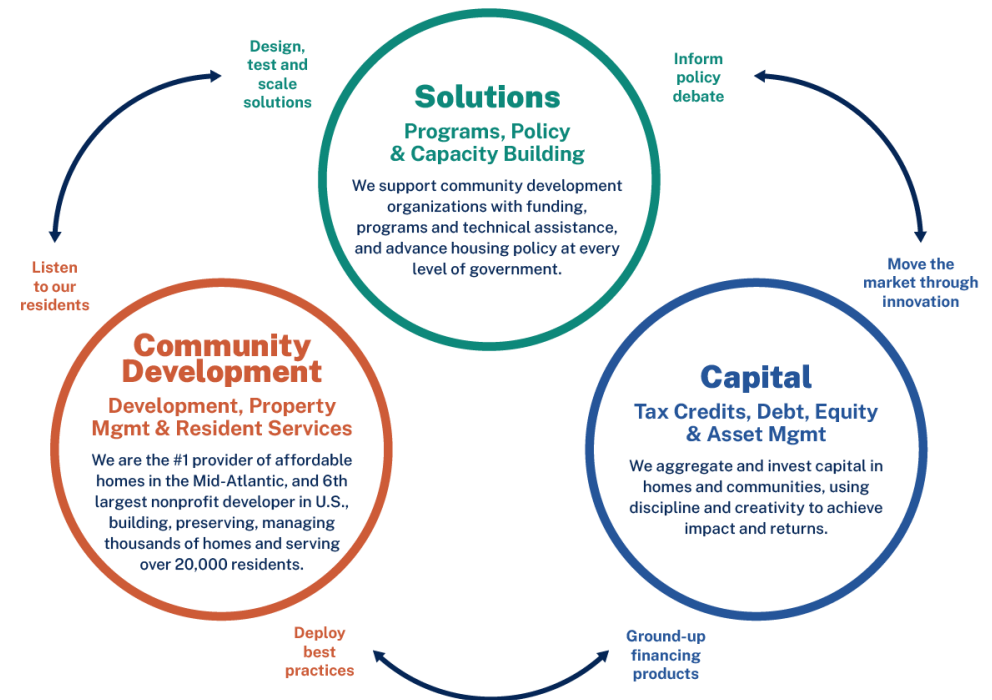 Design,
test and
scale
solutions
Inform
policy
debate
Solutions
Programs, Policy
& Capacity Building
We support community development
organizations with funding,
programs and technical assistance,
and advance housing policy at every
level of government.
Listen
to our
residents
Move the
market through
innovation
Community
Development
Development, Property
Mgmt & Resident Services
We are the #1 provider of affordable
homes in the Mid-Atlantic, and 6th
largest nonprofit developer in U.S.,
building, preserving, managing
thousands of homes and serving
over 20,000 residents.
Capital
Tax Credits, Debt, Equity
& Asset Mgmt
We aggregate and invest capital in
homes and communities, using
discipline and creativity to achieve
impact and returns.
Deploy
best
practices
Ground-up
financing
products